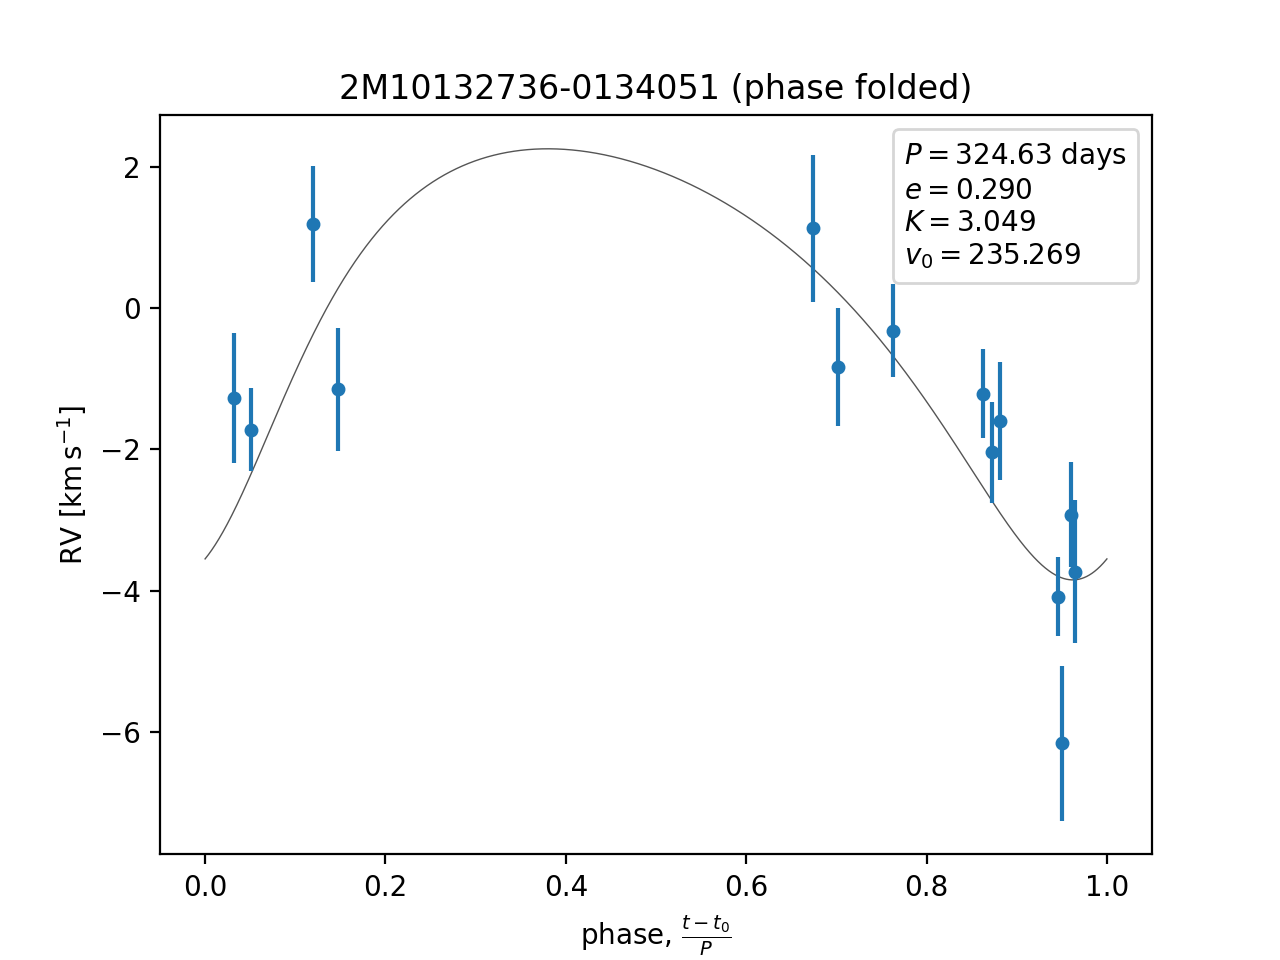 2M10132736-0134051 (phase folded)
P = 324.63 days
e = 0.290
K = 3.049
v₀ = 235.269
2
0
−2
−4
−6
RV [km s⁻¹]
0.0 0.2 0.4 0.6 0.8 1.0
phase, (t − t₀)/P